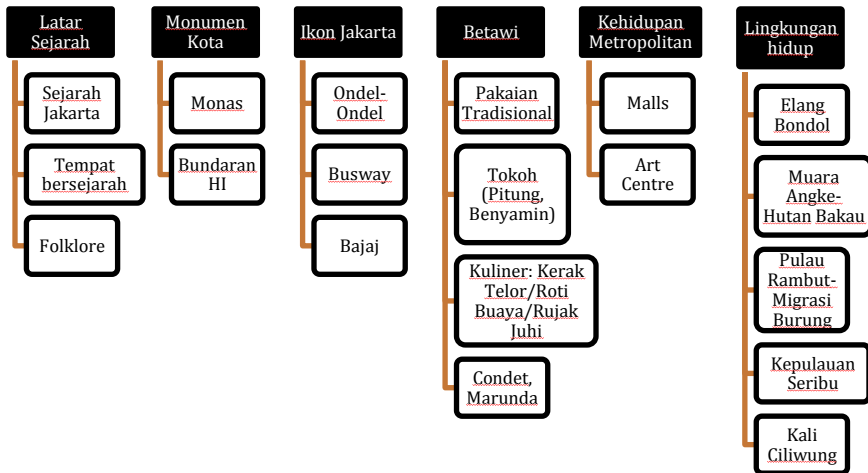 Latar
Sejarah
Sejarah
Jakarta
Tempat
bersejarah
Folklore
Monumen
Kota
Monas
Bundaran
HI
Ikon Jakarta
Ondel-
Ondel
Busway
Bajaj
Betawi
Pakaian
Tradisional
Tokoh
(Pitung,
Benyamin)
Kuliner: Kerak
Telor/Roti
Buaya/Rujak
Juhi
Condet,
Marunda
Kehidupan
Metropolitan
Malls
Art
Centre
Lingkungan
hidup
Elang
Bondol
Muara
Angke-
Hutan Bakau
Pulau
Rambut-
Migrasi
Burung
Kepulauan
Seribu
Kali
Ciliwung